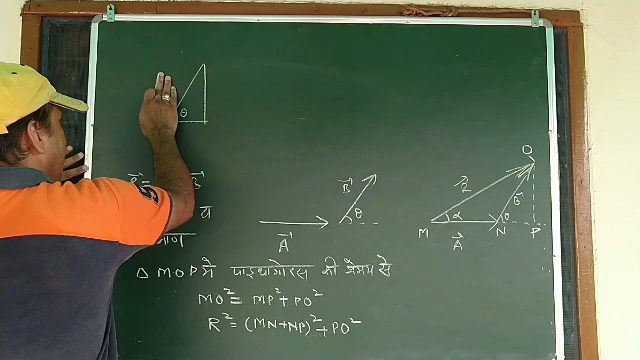 θ
B⃗
θ
A⃗
O
R⃗
B⃗
α
θ
M
A⃗
N
P
व
Δ MOP में पाइथागोरस की प्रमेय से
MO² = MP² + PO²
R² = (MN+NP)² + PO²